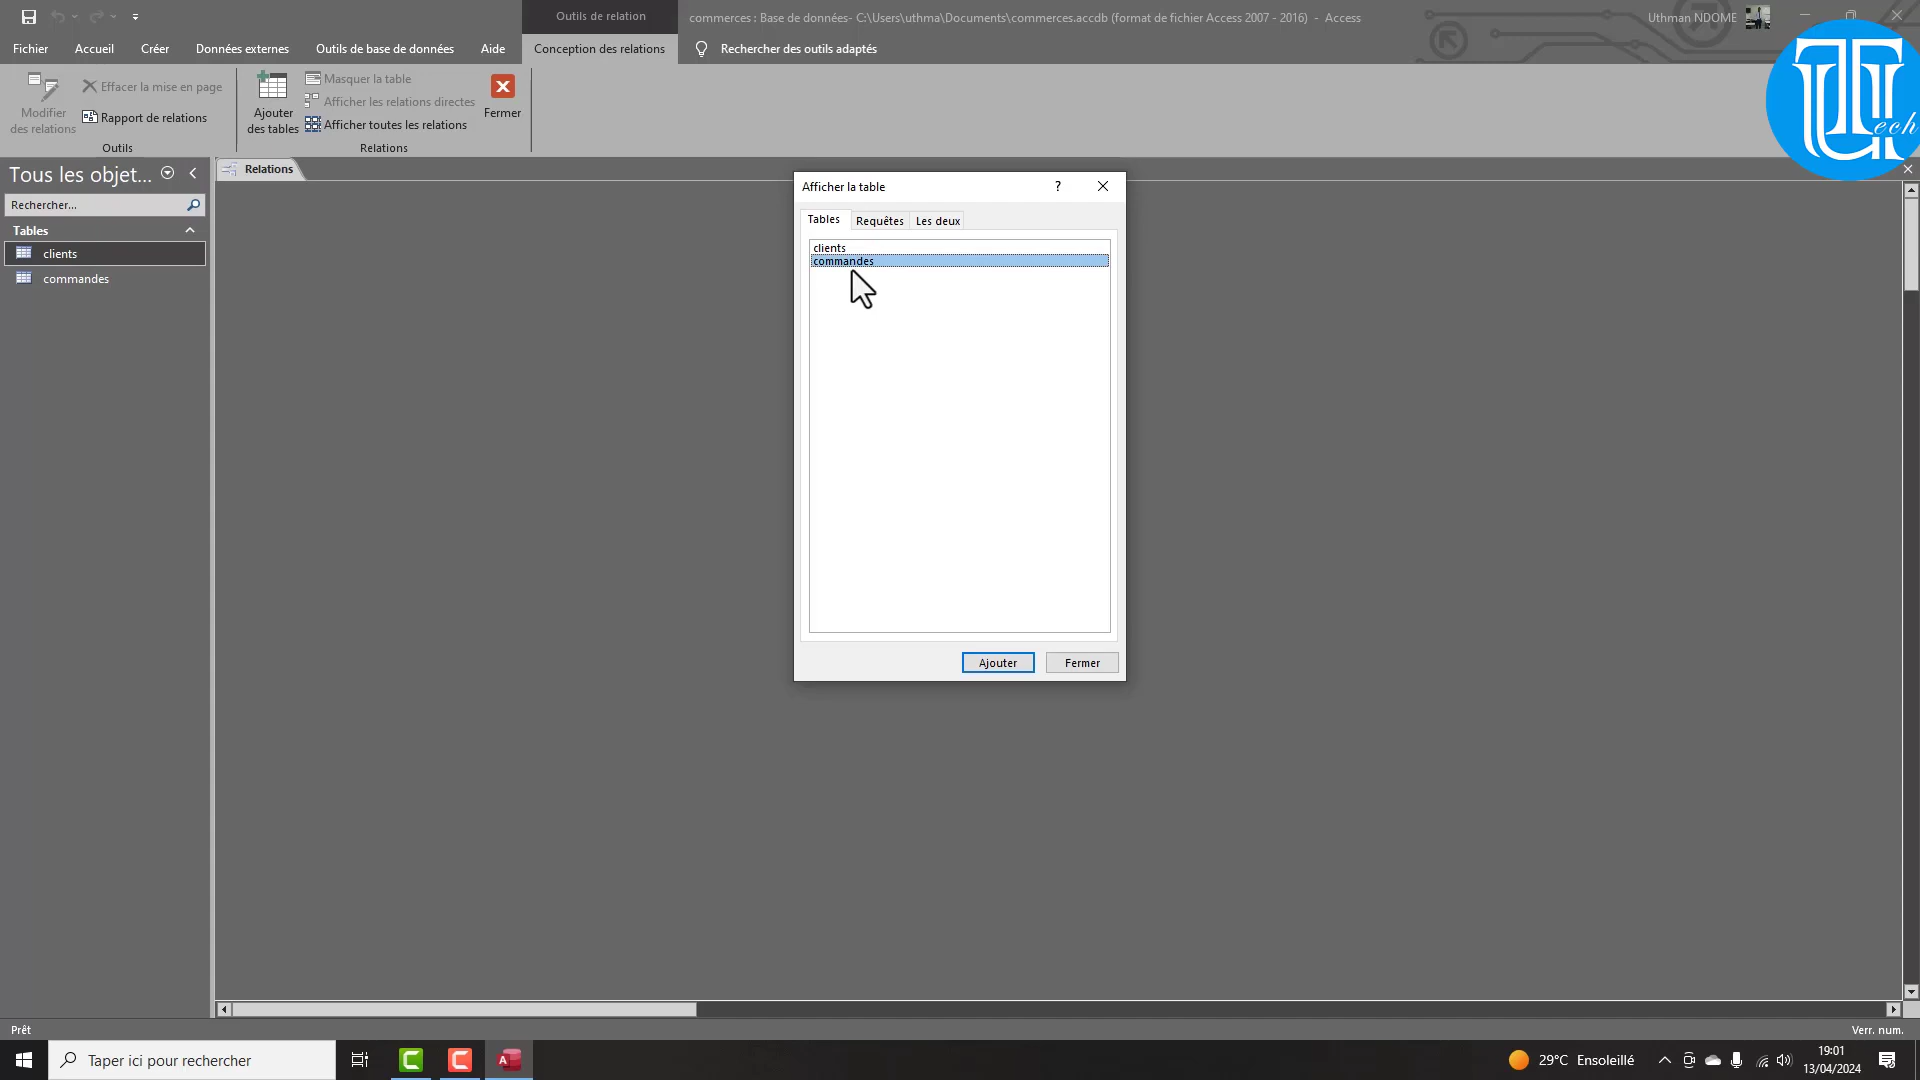 Outils de relation
commerces : Base de données- C:\Users\uthma\Documents\commerces.accdb (format de fichier Access 2007 - 2016) - Access
Uthman NDOME
Fichier
Accueil
Créer
Données externes
Outils de base de données
Aide
Conception des relations
Rechercher des outils adaptés
Modifier
des relations
Effacer la mise en page
Rapport de relations
Outils
Ajouter
des tables
Masquer la table
Afficher les relations directes
Afficher toutes les relations
Fermer
Relations
UTech
Tous les objet...
Rechercher...
Tables
clients
commandes
Relations
Afficher la table
?
Tables
Requêtes
Les deux
clients
commandes
Ajouter
Fermer
Prêt
Verr. num.
Taper ici pour rechercher
29°C Ensoleillé
19:01
13/04/2024